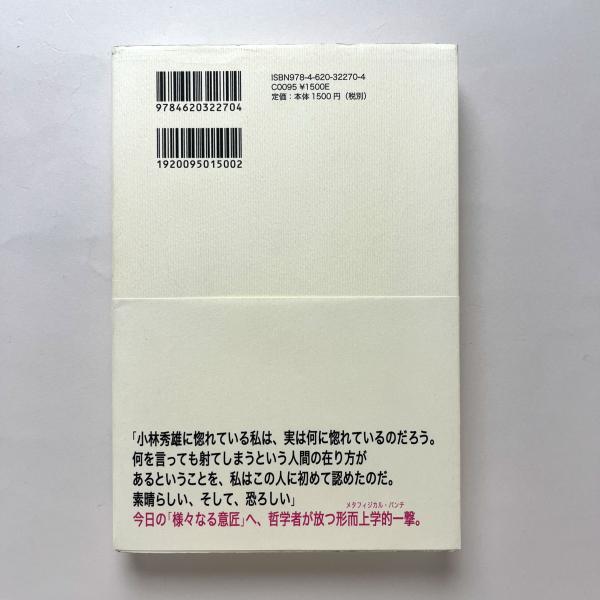 ISBN978-4-620-32270-4
C0095 ¥1500E
定価：本体1500円（税別）
9784620322704
1920095015002
「小林秀雄に惚れている私は、実は何に惚れているのだろう。
何を言っても射てしまうという人間の在り方が
あるということを、私はこの人に初めて認めたのだ。
素晴らしい、そして、恐ろしい」
メタフィジカル・パンチ
今日の「様々なる意匠」へ、哲学者が放つ形而上学的一撃。